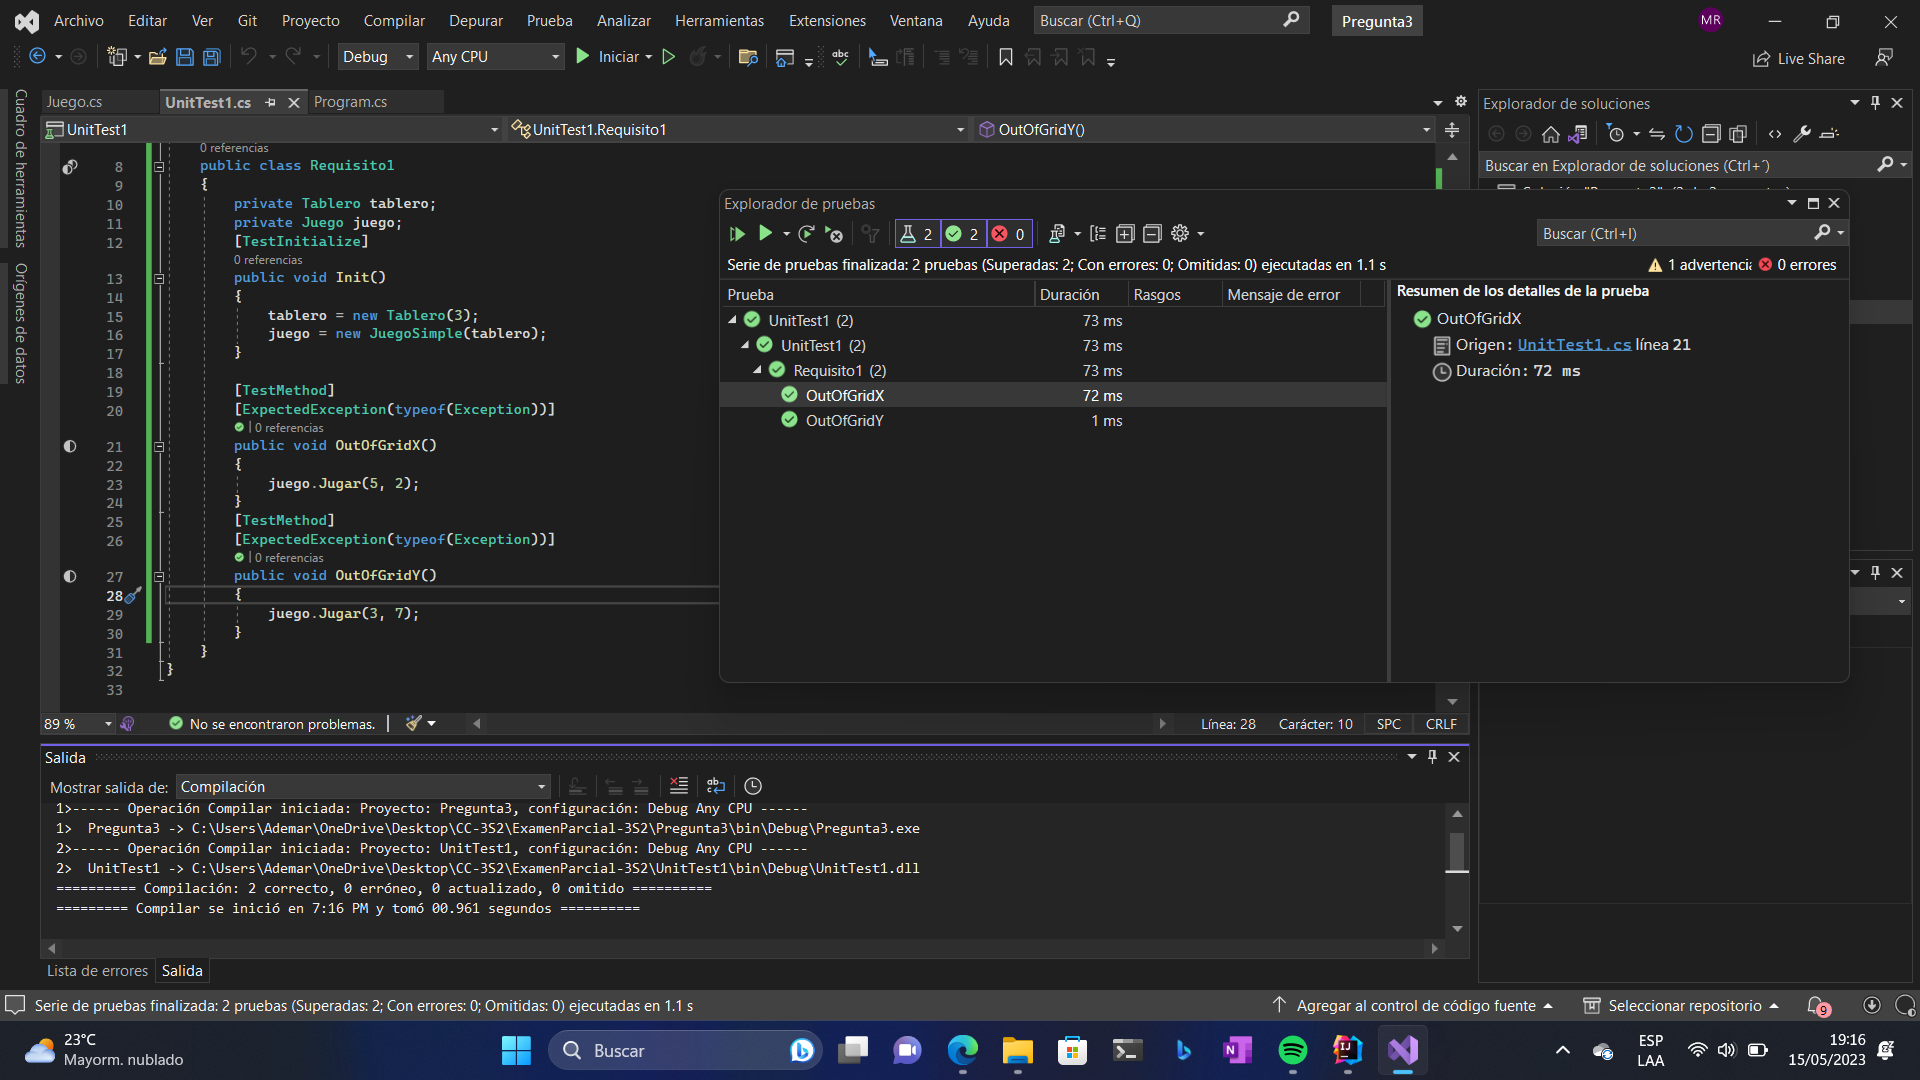 Archivo Editar Ver Git Proyecto Compilar Depurar Prueba Analizar Herramientas Extensiones Ventana Ayuda Buscar (Ctrl+Q) Pregunta3 MR
Debug Any CPU Iniciar Live Share
Cuadro de herramientas
Orígenes de datos
Juego.cs UnitTest1.cs Program.cs
UnitTest1 UnitTest1.Requisito1 OutOfGridY()
0 referencias
8 public class Requisito1
9 {
10 private Tablero tablero;
11 private Juego juego;
12 [TestInitialize]
0 referencias
13 public void Init()
14 {
15 tablero = new Tablero(3);
16 juego = new JuegoSimple(tablero);
17 }
18
19 [TestMethod]
20 [ExpectedException(typeof(Exception))]
| 0 referencias
21 public void OutOfGridX()
22 {
23 juego.Jugar(5, 2);
24 }
25 [TestMethod]
26 [ExpectedException(typeof(Exception))]
| 0 referencias
27 public void OutOfGridY()
28 {
29 juego.Jugar(3, 7);
30 }
31 }
32 }
33
89 % No se encontraron problemas. Línea: 28 Carácter: 10 SPC CRLF
Explorador de pruebas
2 2 0 Buscar (Ctrl+I)
Serie de pruebas finalizada: 2 pruebas (Superadas: 2; Con errores: 0; Omitidas: 0) ejecutadas en 1.1 s 1 advertencia 0 errores
Prueba Duración Rasgos Mensaje de error
UnitTest1 (2) 73 ms
UnitTest1 (2) 73 ms
Requisito1 (2) 73 ms
OutOfGridX 72 ms
OutOfGridY 1 ms
Resumen de los detalles de la prueba
OutOfGridX
Origen: UnitTest1.cs línea 21
Duración: 72 ms
Explorador de soluciones
Buscar en Explorador de soluciones (Ctrl+´)
Salida
Mostrar salida de: Compilación
1>------ Operación Compilar iniciada: Proyecto: Pregunta3, configuración: Debug Any CPU ------
1> Pregunta3 -> C:\Users\Ademar\OneDrive\Desktop\CC-3S2\ExamenParcial-3S2\Pregunta3\bin\Debug\Pregunta3.exe
2>------ Operación Compilar iniciada: Proyecto: UnitTest1, configuración: Debug Any CPU ------
2> UnitTest1 -> C:\Users\Ademar\OneDrive\Desktop\CC-3S2\ExamenParcial-3S2\UnitTest1\bin\Debug\UnitTest1.dll
========== Compilación: 2 correcto, 0 erróneo, 0 actualizado, 0 omitido ==========
========= Compilar se inició en 7:16 PM y tomó 00.961 segundos ==========
Lista de errores Salida
Serie de pruebas finalizada: 2 pruebas (Superadas: 2; Con errores: 0; Omitidas: 0) ejecutadas en 1.1 s Agregar al control de código fuente Seleccionar repositorio 9
23°C
Mayorm. nublado
Buscar
ESP
LAA
19:16
15/05/2023